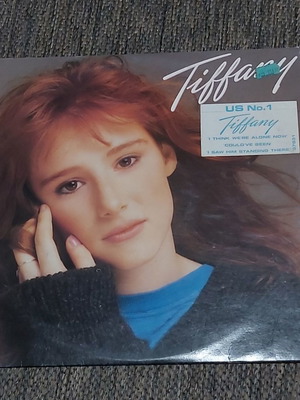 Tiffany
US No.1
Tiffany
I THINK WE'RE ALONE NOW
COULD'VE BEEN
I SAW HIM STANDING THERE